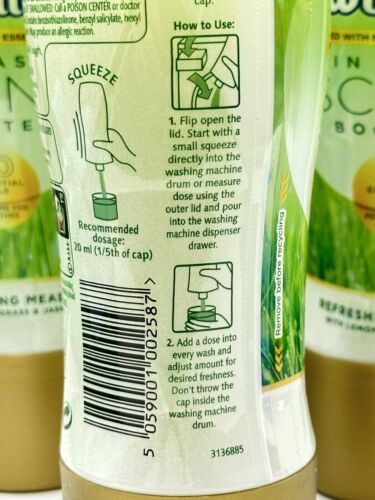 cap.
IF SWALLOWED: Call a POISON CENTER or doctor
contains benzisothiazolinone, benzyl salicylate, hexyl
May produce an allergic reaction.
How to Use:
SQUEEZE
Recommended
dosage:
20 ml (1/5th of cap)
1. Flip open the
lid. Start with a
small squeeze
directly into the
washing machine
drum or measure
dose using the
outer lid and pour
into the washing
machine dispenser
drawer.
2. Add a dose into
every wash and
adjust amount for
desired freshness.
Don't throw the
cap inside the
washing machine
drum.
5 059001 002587 >
3136885
Remove before recycling
IN
REFRESH